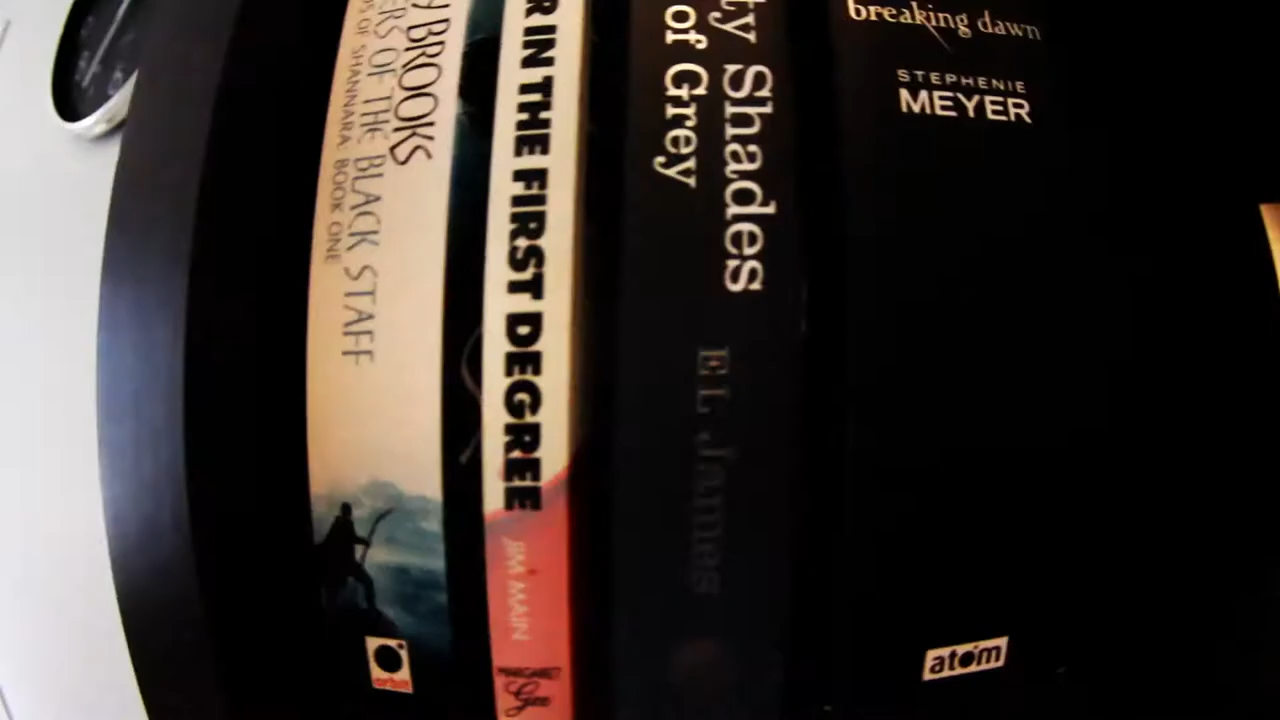 Y BROOKS
ERS OF THE BLACK STAFF
DS OF SHANNARA: BOOK ONE
orbit
R IN THE FIRST DEGREE
JIM MAIN
MARGARET
Gee
ty Shades
of Grey
E L James
breaking dawn
STEPHENIE
MEYER
atom